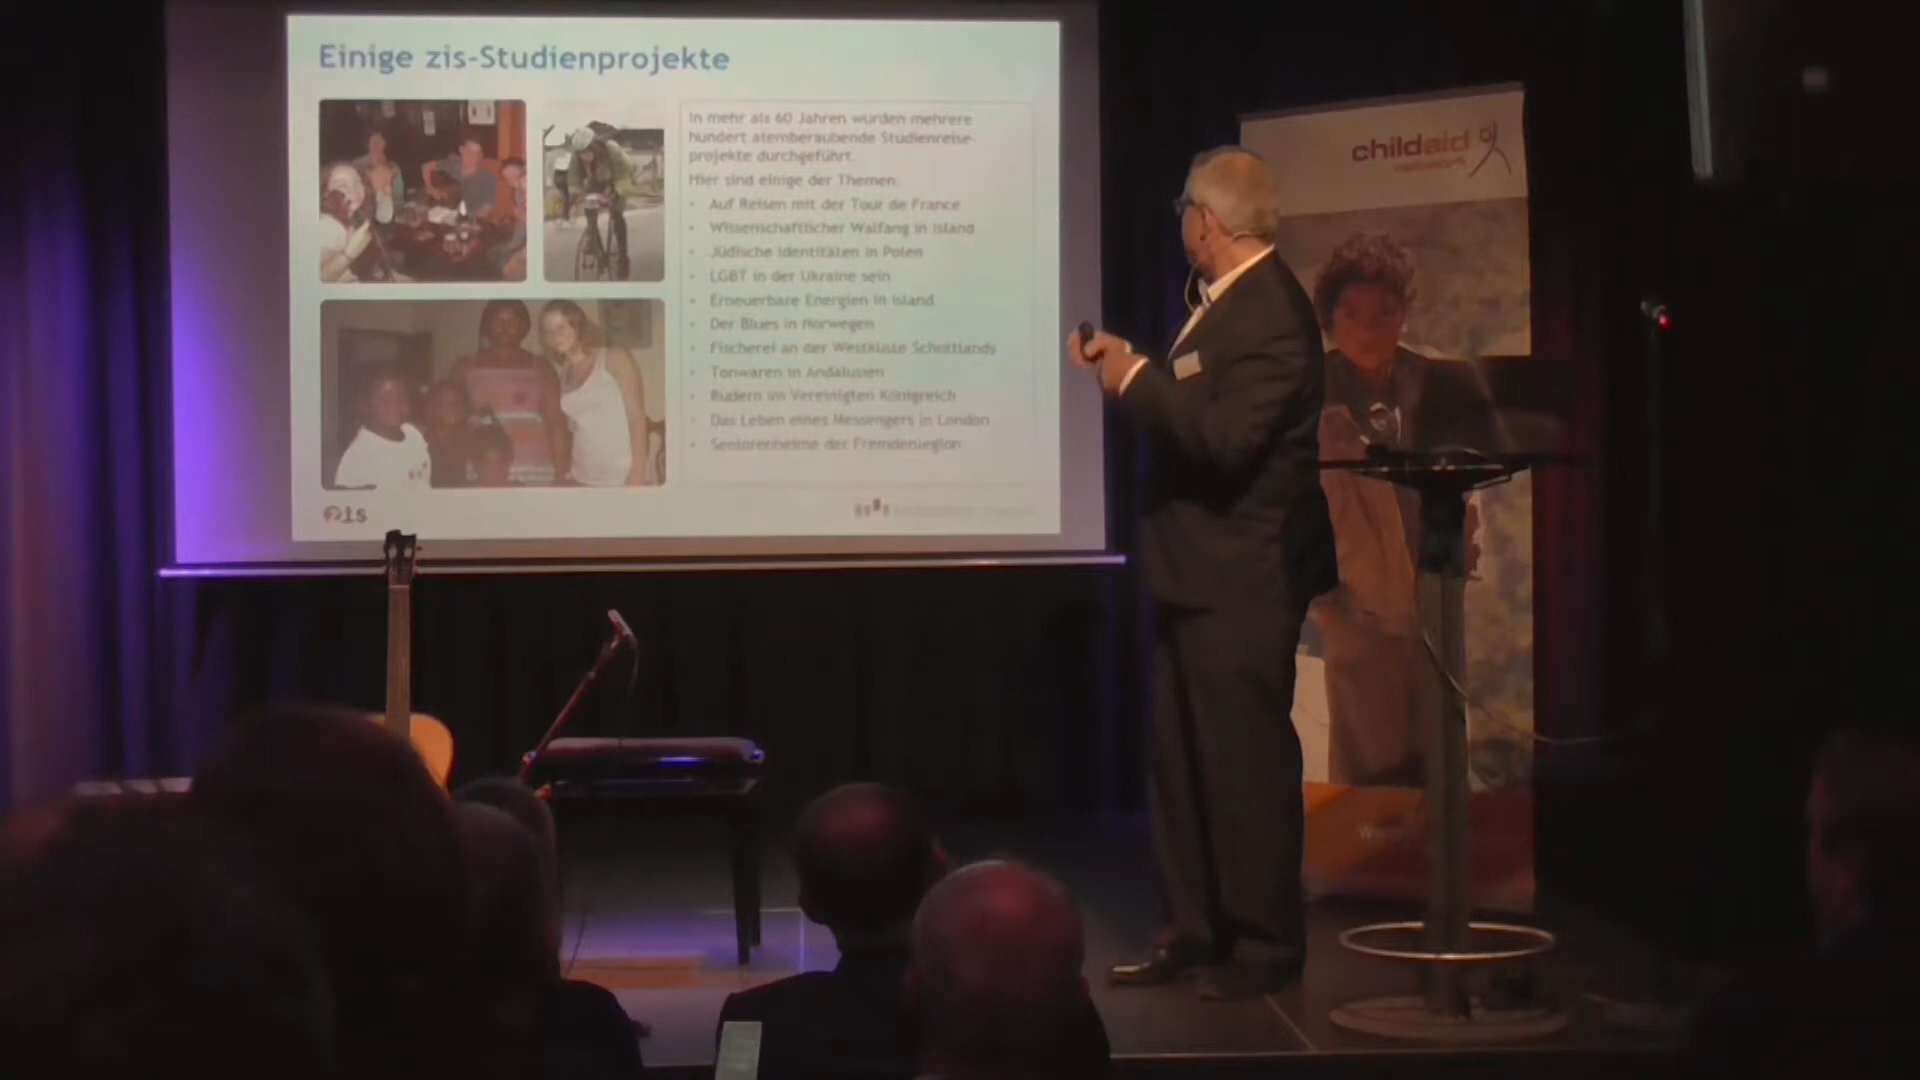 Einige zis-Studienprojekte
In mehr als 60 Jahren wurden mehrere
hundert atemberaubende Studienreise-
projekte durchgeführt.
Hier sind einige der Themen:
• Auf Reisen mit der Tour de France
• Wissenschaftlicher Walfang in Island
• Jüdische Identitäten in Polen
• LGBT in der Ukraine sein
• Erneuerbare Energien in Island
• Der Blues in Norwegen
• Fischerei an der Westküste Schottlands
• Tonwaren in Andalusien
• Rudern im Vereinigten Königreich
• Das Leben eines Messengers in London
• Seniorenheime der Fremdenlegion
zis
childaid
network